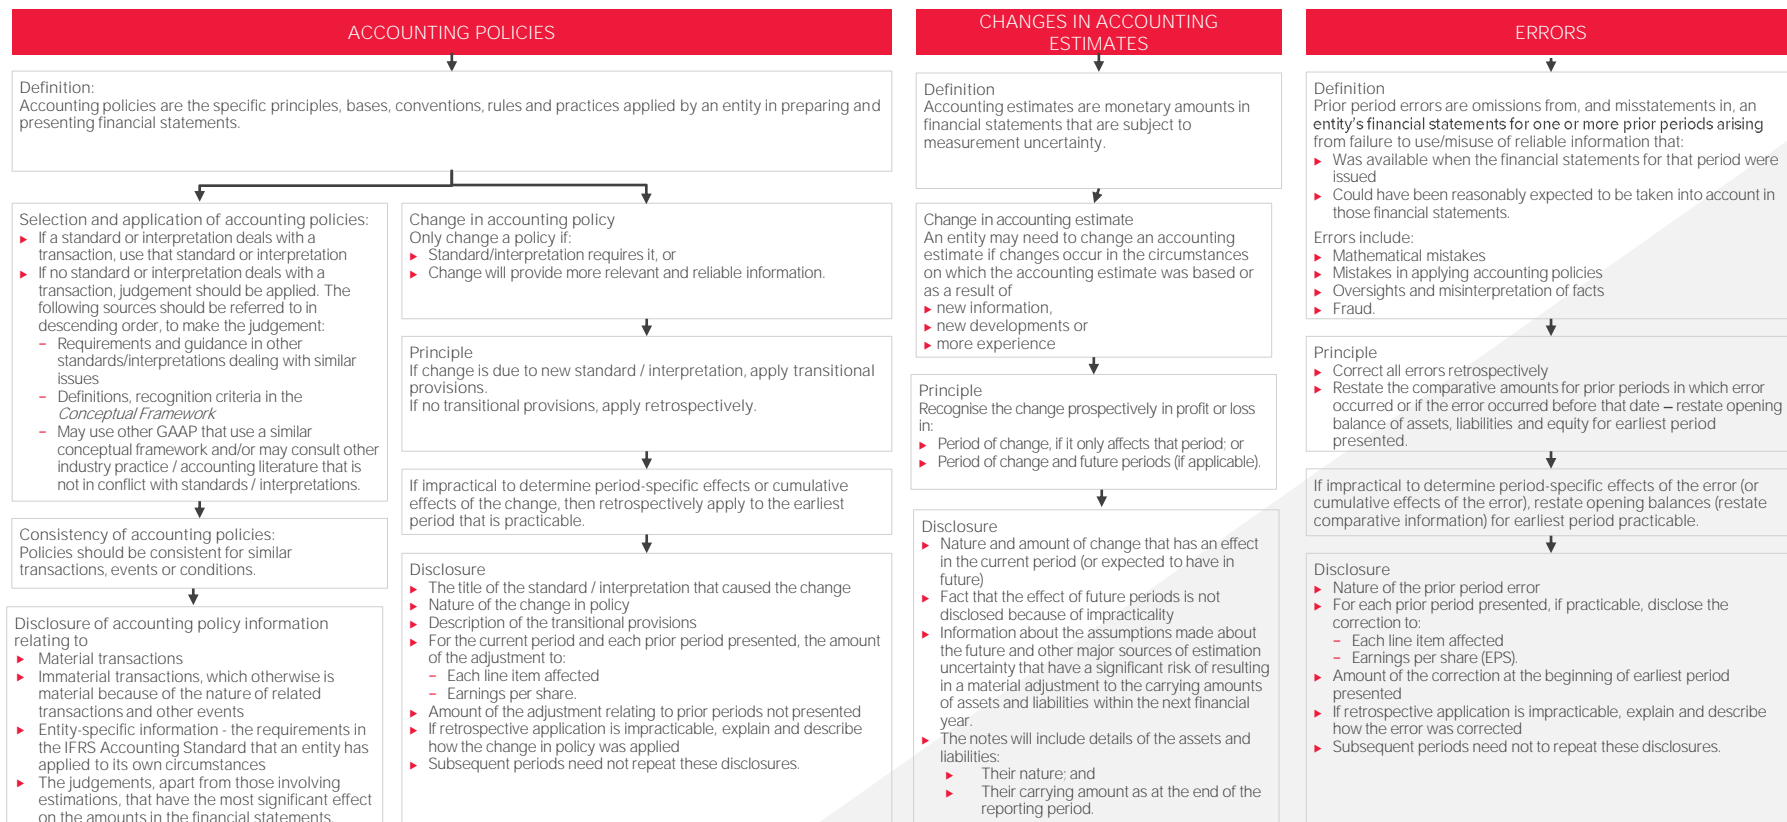 ACCOUNTING POLICIES
Definition:
Accounting policies are the specific principles, bases, conventions, rules and practices applied by an entity in preparing and
presenting financial statements.
Selection and application of accounting policies:
► If a standard or interpretation deals with a
transaction, use that standard or interpretation
► If no standard or interpretation deals with a
transaction, judgement should be applied. The
following sources should be referred to in
descending order, to make the judgement:
– Requirements and guidance in other
standards/interpretations dealing with similar
issues
– Definitions, recognition criteria in the
Conceptual Framework
– May use other GAAP that use a similar
conceptual framework and/or may consult other
industry practice / accounting literature that is
not in conflict with standards / interpretations.
Consistency of accounting policies:
Policies should be consistent for similar
transactions, events or conditions.
Disclosure of accounting policy information
relating to
► Material transactions
► Immaterial transactions, which otherwise is
material because of the nature of related
transactions and other events
► Entity-specific information - the requirements in
the IFRS Accounting Standard that an entity has
applied to its own circumstances
► The judgements, apart from those involving
estimations, that have the most significant effect
on the amounts in the financial statements.
Change in accounting policy
Only change a policy if:
► Standard/interpretation requires it, or
► Change will provide more relevant and reliable information.
Principle
If change is due to new standard / interpretation, apply transitional
provisions.
If no transitional provisions, apply retrospectively.
If impractical to determine period-specific effects or cumulative
effects of the change, then retrospectively apply to the earliest
period that is practicable.
Disclosure
► The title of the standard / interpretation that caused the change
► Nature of the change in policy
► Description of the transitional provisions
► For the current period and each prior period presented, the amount
of the adjustment to:
– Each line item affected
– Earnings per share.
► Amount of the adjustment relating to prior periods not presented
► If retrospective application is impracticable, explain and describe
how the change in policy was applied
► Subsequent periods need not repeat these disclosures.
CHANGES IN ACCOUNTING
ESTIMATES
Definition
Accounting estimates are monetary amounts in
financial statements that are subject to
measurement uncertainty.
Change in accounting estimate
An entity may need to change an accounting
estimate if changes occur in the circumstances
on which the accounting estimate was based or
as a result of
► new information,
► new developments or
► more experience
Principle
Recognise the change prospectively in profit or loss
in:
► Period of change, if it only affects that period; or
► Period of change and future periods (if applicable).
Disclosure
► Nature and amount of change that has an effect
in the current period (or expected to have in
future)
► Fact that the effect of future periods is not
disclosed because of impracticality
► Information about the assumptions made about
the future and other major sources of estimation
uncertainty that have a significant risk of resulting
in a material adjustment to the carrying amounts
of assets and liabilities within the next financial
year.
► The notes will include details of the assets and
liabilities:
► Their nature; and
► Their carrying amount as at the end of the
reporting period.
ERRORS
Definition
Prior period errors are omissions from, and misstatements in, an
entity's financial statements for one or more prior periods arising
from failure to use/misuse of reliable information that:
► Was available when the financial statements for that period were
issued
► Could have been reasonably expected to be taken into account in
those financial statements.
Errors include:
► Mathematical mistakes
► Mistakes in applying accounting policies
► Oversights and misinterpretation of facts
► Fraud.
Principle
► Correct all errors retrospectively
► Restate the comparative amounts for prior periods in which error
occurred or if the error occurred before that date – restate opening
balance of assets, liabilities and equity for earliest period
presented.
If impractical to determine period-specific effects of the error (or
cumulative effects of the error), restate opening balances (restate
comparative information) for earliest period practicable.
Disclosure
► Nature of the prior period error
► For each prior period presented, if practicable, disclose the
correction to:
– Each line item affected
– Earnings per share (EPS).
► Amount of the correction at the beginning of earliest period
presented
► If retrospective application is impracticable, explain and describe
how the error was corrected
► Subsequent periods need not to repeat these disclosures.